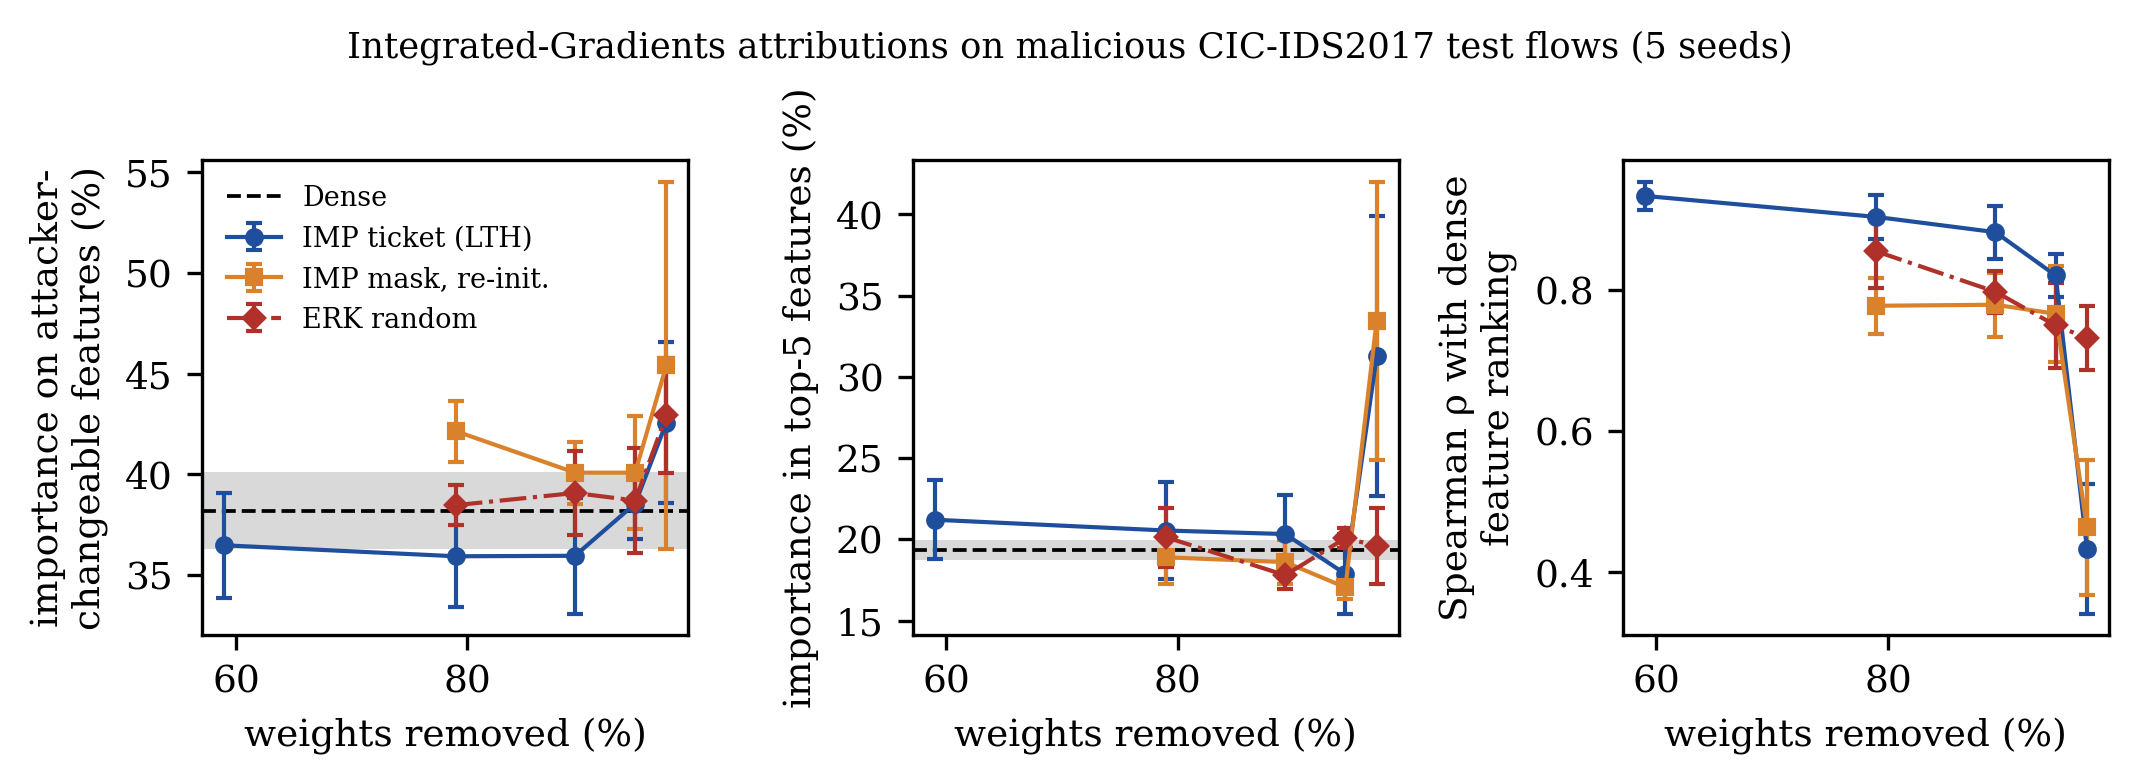 Integrated-Gradients attributions on malicious CIC-IDS2017 test flows (5 seeds)
importance on attacker-
changeable features (%)
55
50
45
40
35
Dense
IMP ticket (LTH)
IMP mask, re-init.
ERK random
60
80
weights removed (%)
importance in top-5 features (%)
40
35
30
25
20
15
60
80
weights removed (%)
Spearman ρ with dense
feature ranking
0.8
0.6
0.4
60
80
weights removed (%)